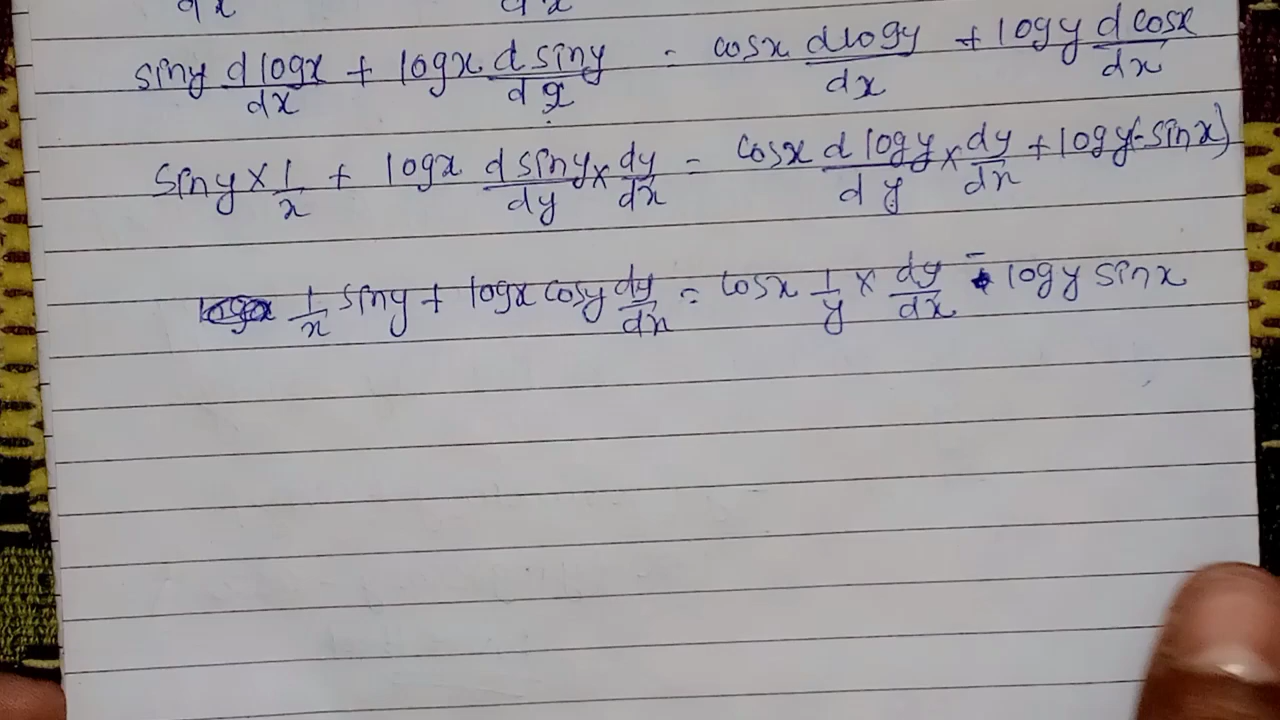 dx dx
siny d logx/dx + logx d siny/dx = cosx d logy/dx + logy d cosx/dx
siny × 1/x + logx d siny/dy × dy/dx = cosx d logy/dy × dy/dx + logy(-sinx)
1/x siny + logx cosy dy/dx = cosx 1/y × dy/dx - logy sinx